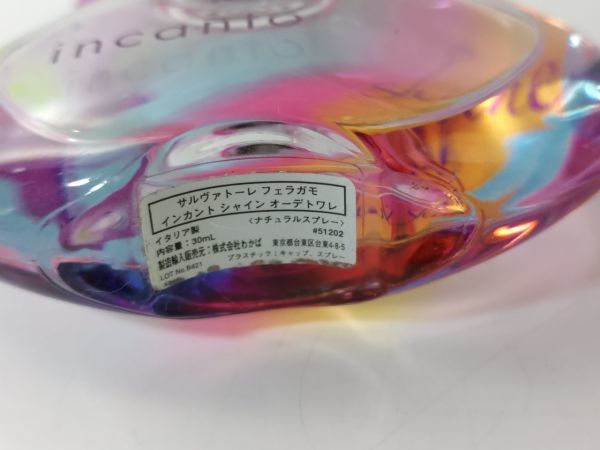 incanto
サルヴァトーレ フェラガモ
インカント シャイン オーデトワレ
イタリア製 〈ナチュラルスプレー〉
内容量：30mL #51202
製造輸入販売元：株式会社わかば 東京都台東区台東4-8-5
LOT No.B421 プラスチック：キャップ、スプレー